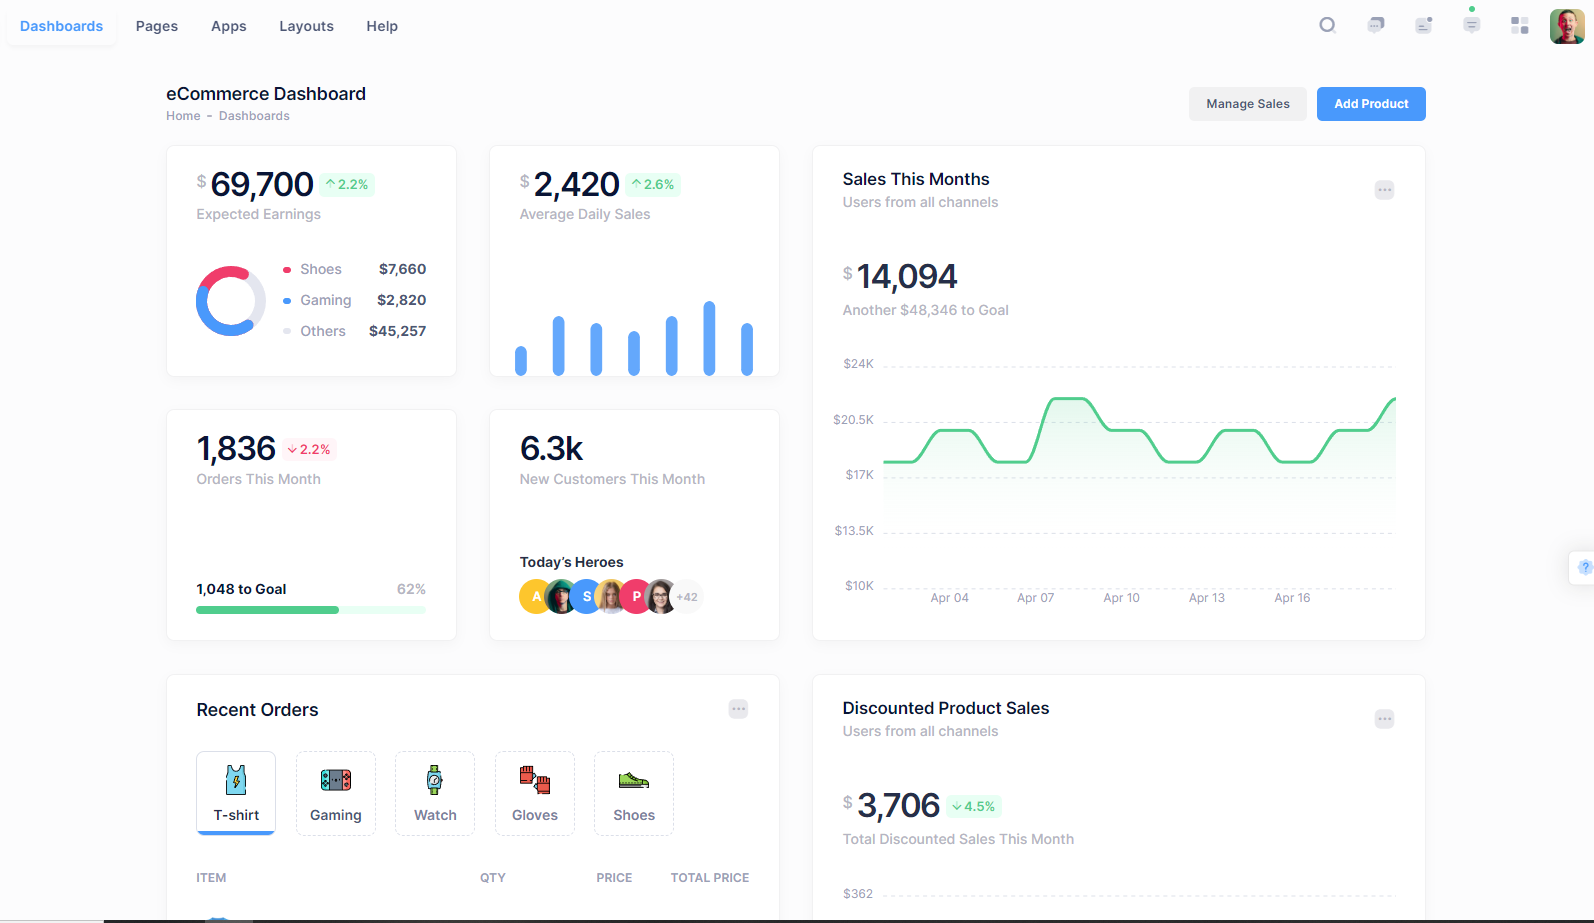 Dashboards Pages Apps Layouts Help
eCommerce Dashboard
Home - Dashboards
Manage Sales
Add Product
$ 69,700 2.2%
Expected Earnings
Shoes $7,660
Gaming $2,820
Others $45,257
$ 2,420 2.6%
Average Daily Sales
Sales This Months
Users from all channels
$ 14,094
Another $48,346 to Goal
$24K
$20.5K
$17K
$13.5K
$10K
Apr 04 Apr 07 Apr 10 Apr 13 Apr 16
1,836 2.2%
Orders This Month
1,048 to Goal 62%
6.3k
New Customers This Month
Today’s Heroes
A S P +42
?
Recent Orders
T-shirt Gaming Watch Gloves Shoes
ITEM QTY PRICE TOTAL PRICE
Discounted Product Sales
Users from all channels
$ 3,706 4.5%
Total Discounted Sales This Month
$362